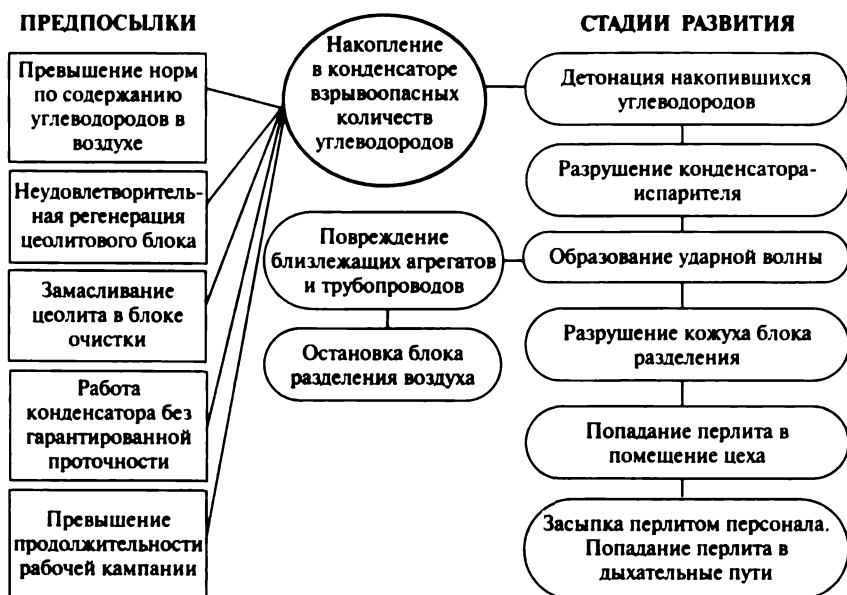 ПРЕДПОСЫЛКИ
Превышение норм
по содержанию
углеводородов в
воздухе
Неудовлетворитель-
ная регенерация
цеолитового блока
Замасливание
цеолита в блоке
очистки
Работа
конденсатора без
гарантированной
проточности
Превышение
продолжительности
рабочей кампании
Накопление
в конденсаторе
взрывоопасных
количеств
углеводородов
Повреждение
близлежащих агрегатов
и трубопроводов
Остановка блока
разделения воздуха
СТАДИИ РАЗВИТИЯ
Детонация накопившихся
углеводородов
Разрушение конденсатора-
испарителя
Образование ударной волны
Разрушение кожуха блока
разделения
Попадание перлита в
помещение цеха
Засыпка перлитом персонала.
Попадание перлита в
дыхательные пути